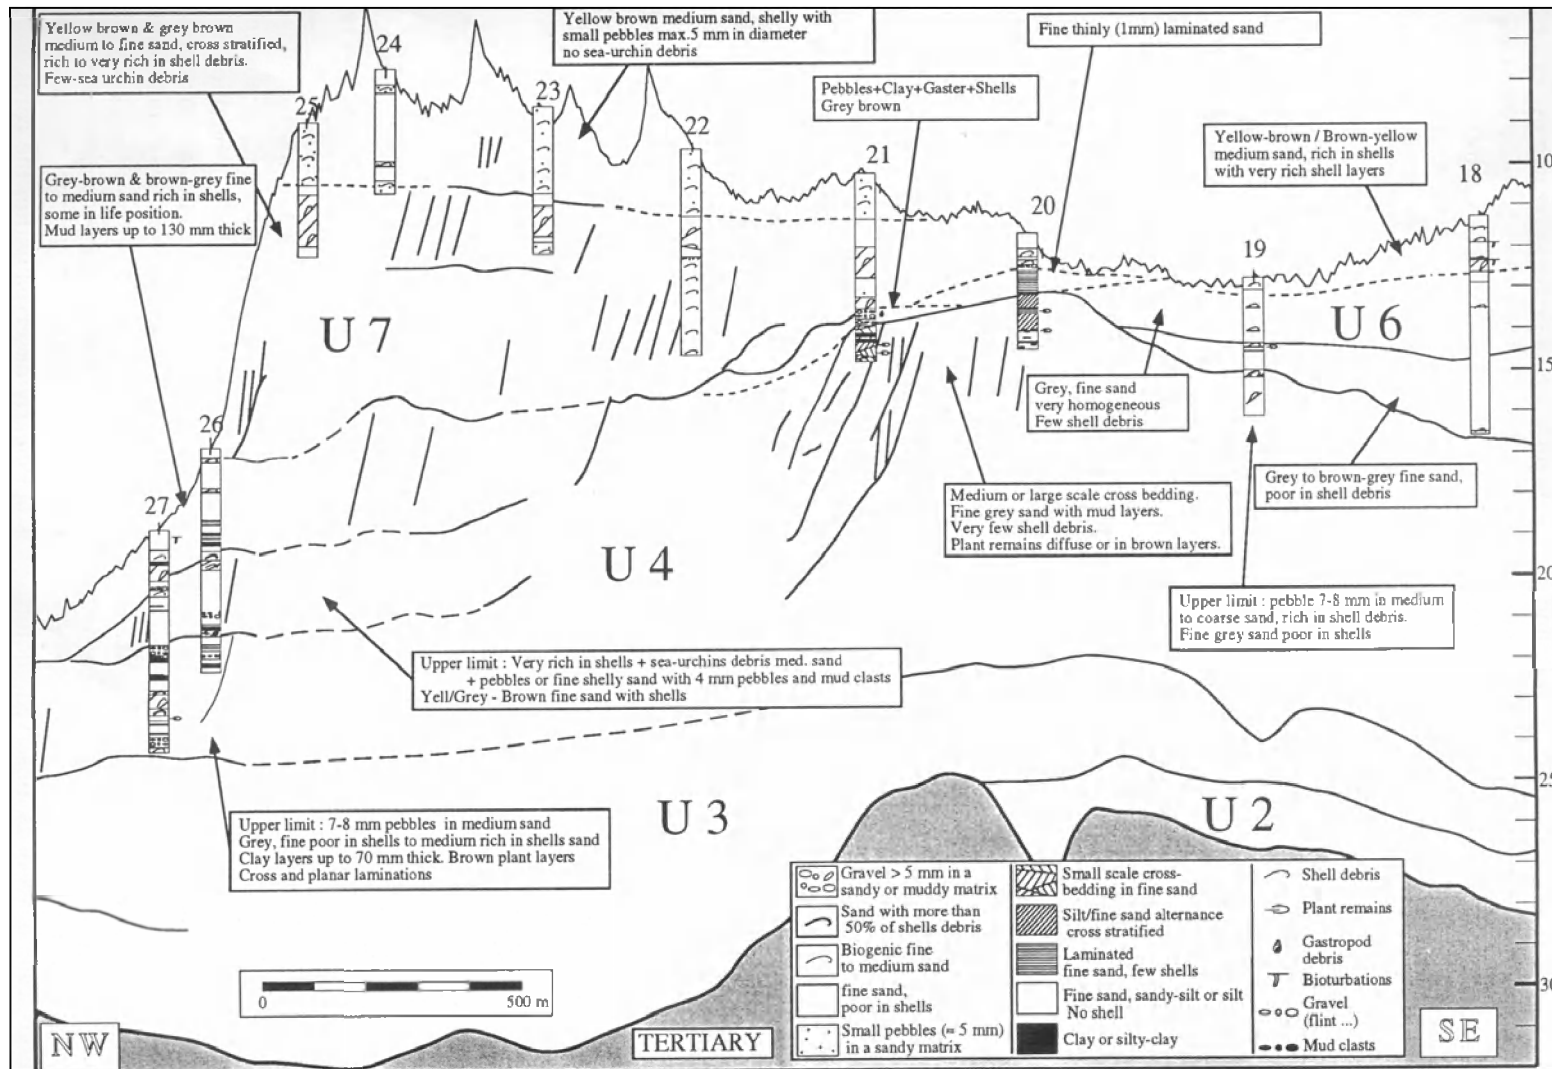 Yellow brown & grey brown
medium to fine sand, cross stratified,
rich to very rich in shell debris.
Few-sea urchin debris
Yellow brown medium sand, shelly with
small pebbles max.5 mm in diameter
no sea-urchin debris
Fine thinly (1mm) laminated sand
Pebbles+Clay+Gaster+Shells
Grey brown
Yellow-brown / Brown-yellow
medium sand, rich in shells
with very rich shell layers
Grey-brown & brown-grey fine
to medium sand rich in shells,
some in life position.
Mud layers up to 130 mm thick
27
26
25
24
23
22
21
20
19
18
10
15
20
25
30
U 7
U 6
U 4
U 3
U 2
Grey, fine sand
very homogeneous
Few shell debris
Medium or large scale cross bedding.
Fine grey sand with mud layers.
Very few shell debris.
Plant remains diffuse or in brown layers.
Grey to brown-grey fine sand,
poor in shell debris
Upper limit : pebble 7-8 mm in medium
to coarse sand, rich in shell debris.
Fine grey sand poor in shells
Upper limit : Very rich in shells + sea-urchins debris med. sand
+ pebbles or fine shelly sand with 4 mm pebbles and mud clasts
Yell/Grey - Brown fine sand with shells
Upper limit : 7-8 mm pebbles in medium sand
Grey, fine poor in shells to medium rich in shells sand
Clay layers up to 70 mm thick. Brown plant layers
Cross and planar laminations
0 500 m
NW
TERTIARY
SE
Gravel > 5 mm in a
sandy or muddy matrix
Sand with more than
50% of shells debris
Biogenic fine
to medium sand
fine sand,
poor in shells
Small pebbles (≈ 5 mm)
in a sandy matrix
Small scale cross-
bedding in fine sand
Silt/fine sand alternance
cross stratified
Laminated
fine sand, few shells
Fine sand, sandy-silt or silt
No shell
Clay or silty-clay
Shell debris
Plant remains
Gastropod
debris
Bioturbations
Gravel
(flint ...)
Mud clasts